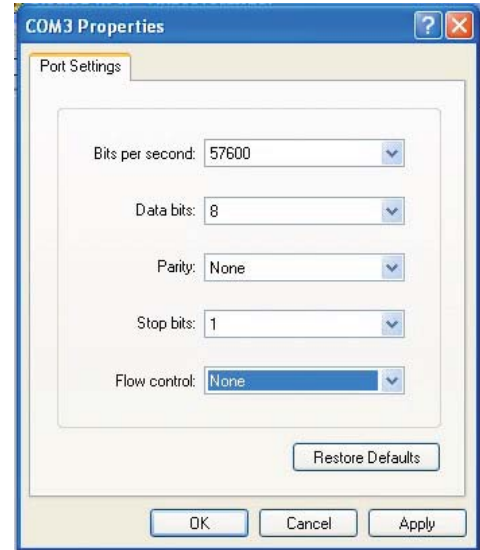 COM3 Properties
Port Settings
Bits per second: 57600
Data bits: 8
Parity: None
Stop bits: 1
Flow control: None
Restore Defaults
OK Cancel Apply